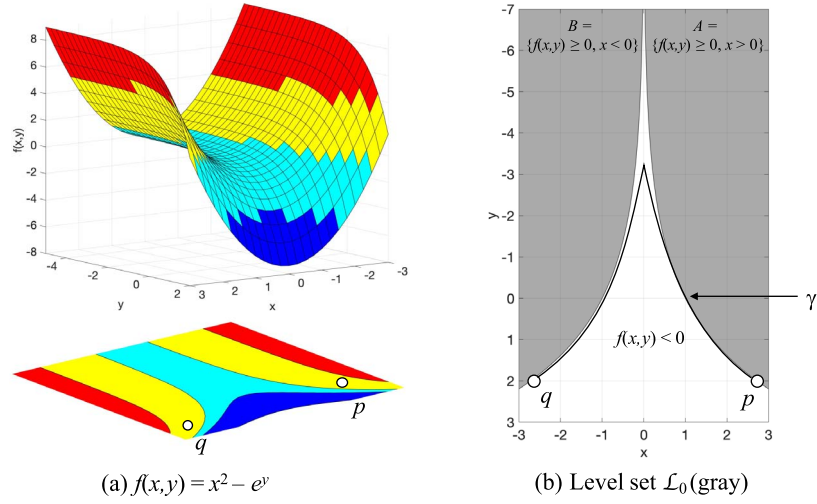 8
6
4
2
0
-2
-4
-6
-8
f(x,y)
-4
-2
0
2
y
3
2
1
0
-1
-2
-3
x
p
q
(a) f(x,y) = x² – eʸ
-7
-6
-5
-4
-3
-2
-1
0
1
2
3
y
B =
{f(x,y) ≥ 0, x < 0}
A =
{f(x,y) ≥ 0, x > 0}
γ
f(x,y) < 0
q
p
-3
-2
-1
0
1
2
3
x
(b) Level set ℒ₀ (gray)